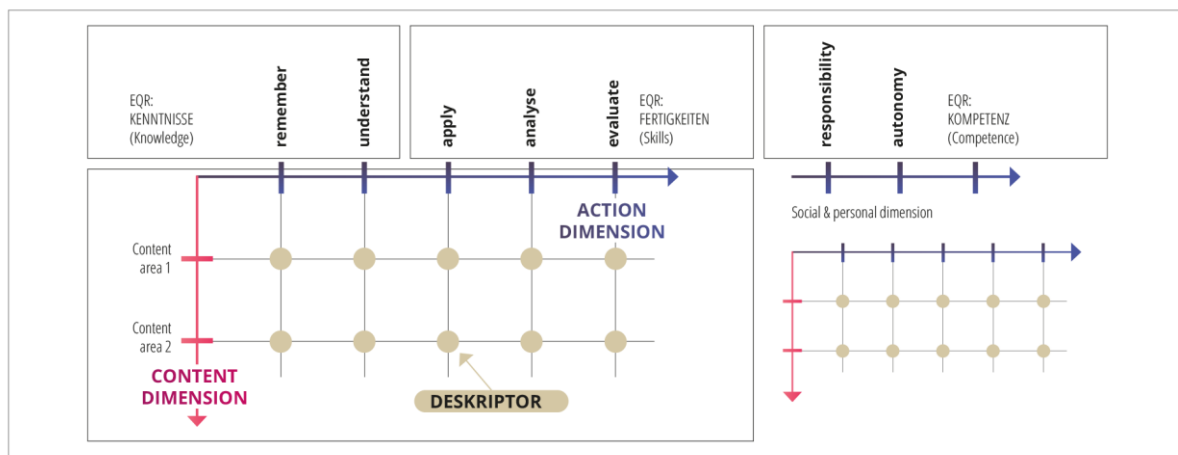 EQR:
KENNTNISSE
(Knowledge)
remember
understand
apply
analyse
evaluate
EQR:
FERTIGKEITEN
(Skills)
responsibility
autonomy
EQR:
KOMPETENZ
(Competence)
ACTION
DIMENSION
Social & personal dimension
Content
area 1
Content
area 2
CONTENT
DIMENSION
DESKRIPTOR